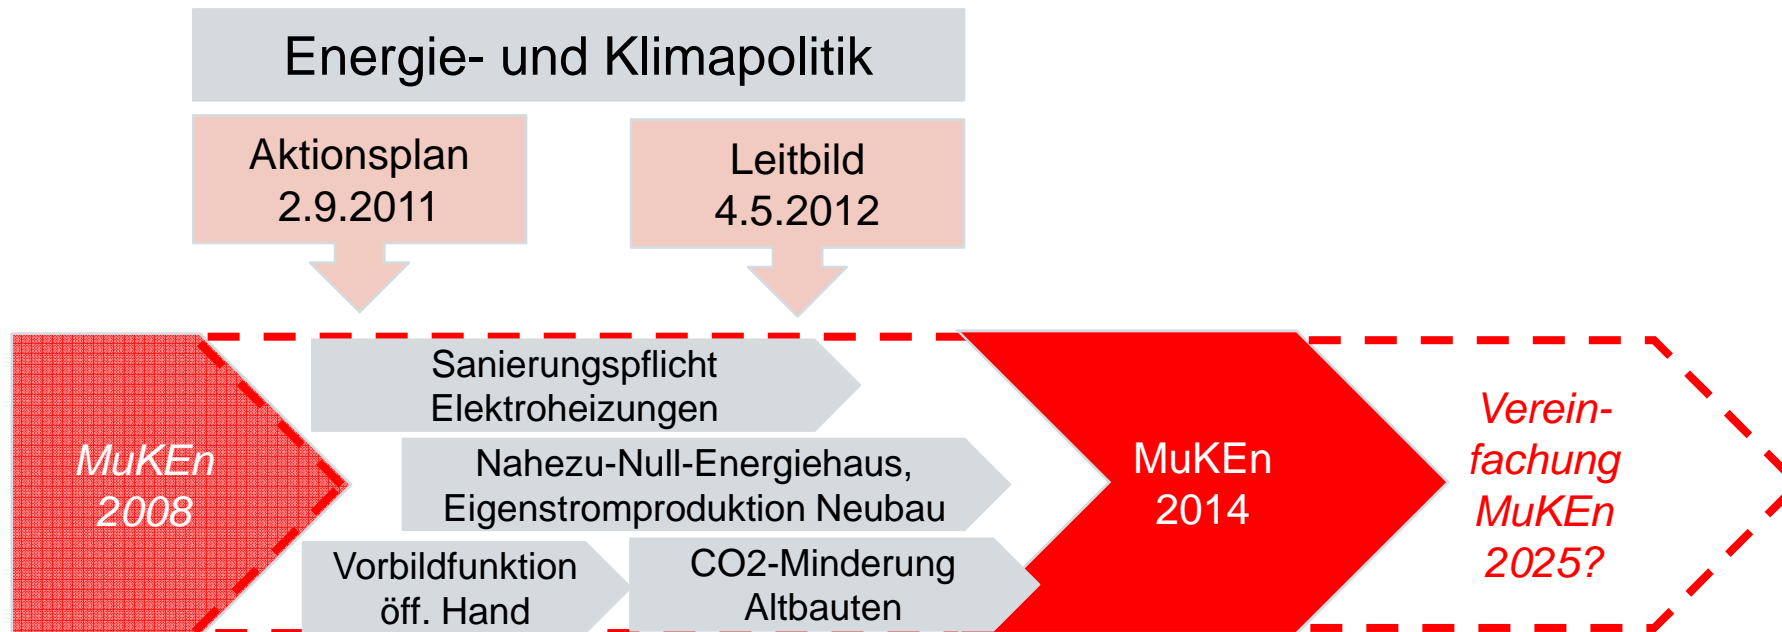 Energie- und Klimapolitik
Aktionsplan
2.9.2011
Leitbild
4.5.2012
MuKEn
2008
Sanierungspflicht
Elektroheizungen
Nahezu-Null-Energiehaus,
Eigenstromproduktion Neubau
Vorbildfunktion
öff. Hand
CO2-Minderung
Altbauten
MuKEn
2014
Verein-
fachung
MuKEn
2025?